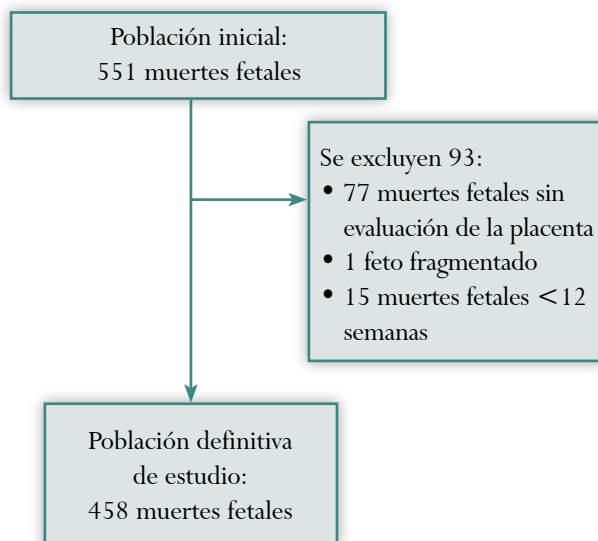 Población inicial:
551 muertes fetales
Se excluyen 93:
• 77 muertes fetales sin
evaluación de la placenta
• 1 feto fragmentado
• 15 muertes fetales <12
semanas
Población definitiva
de estudio:
458 muertes fetales